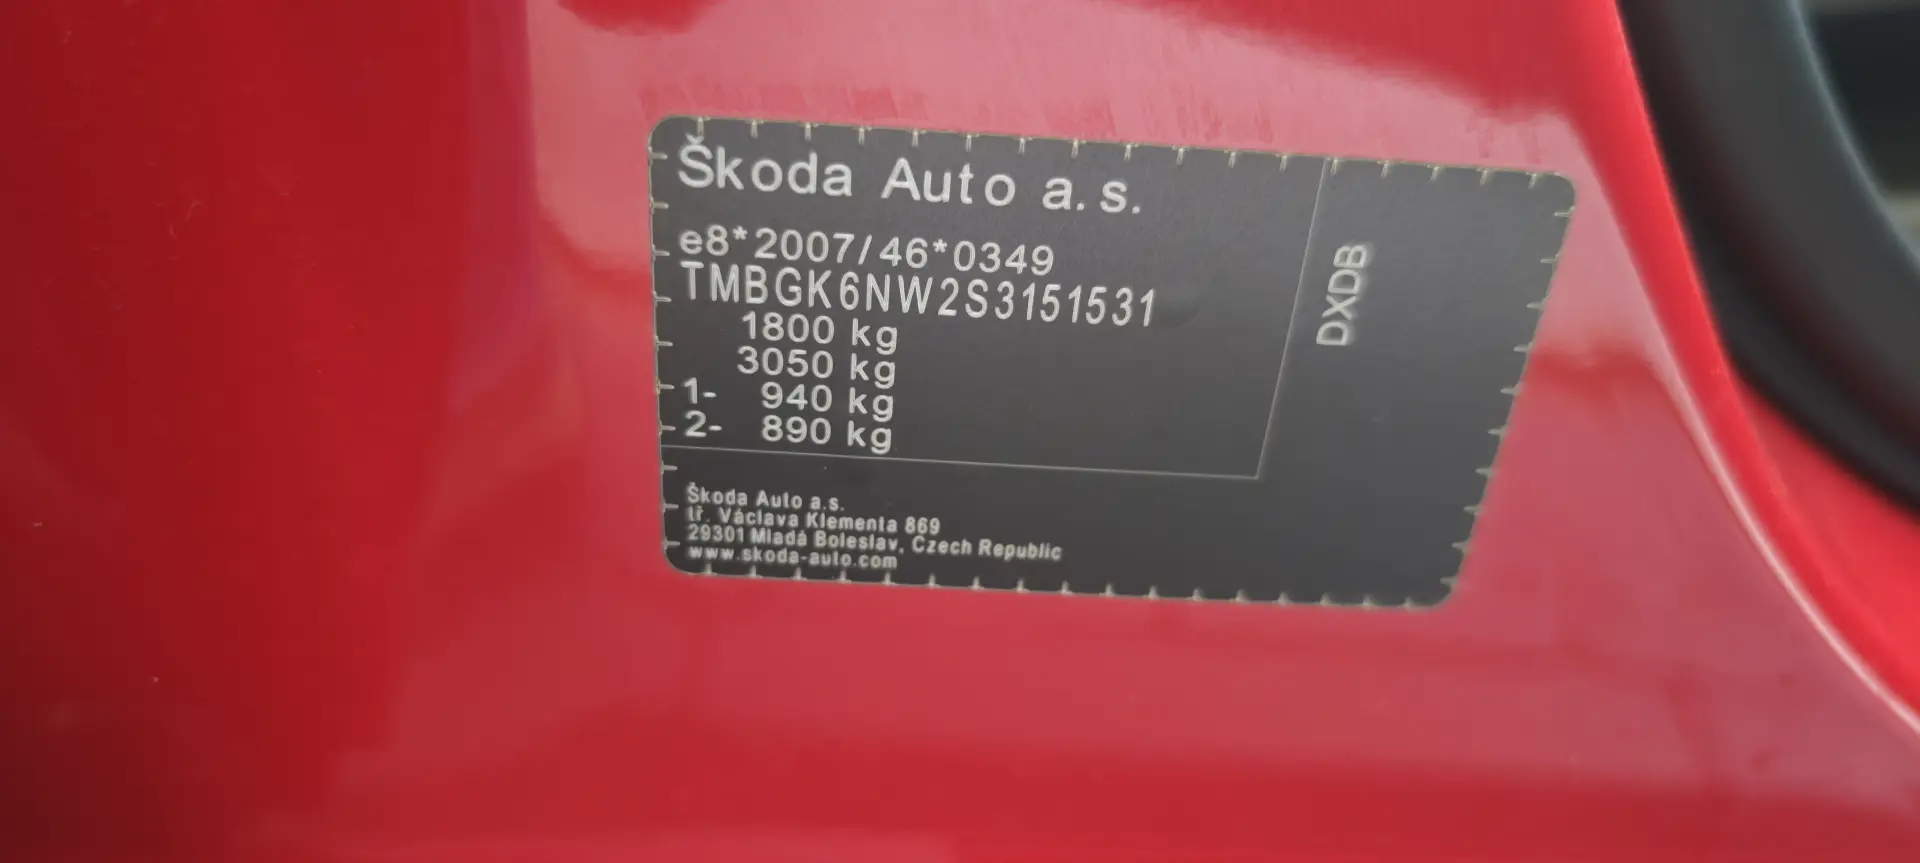 Škoda Auto a.s.
e8*2007/46*0349
TMBGK6NW2S3151531
1800 kg
3050 kg
1- 940 kg
2- 890 kg
DXDB
Škoda Auto a.s.
tř. Václava Klementa 869
29301 Mladá Boleslav, Czech Republic
www.skoda-auto.com